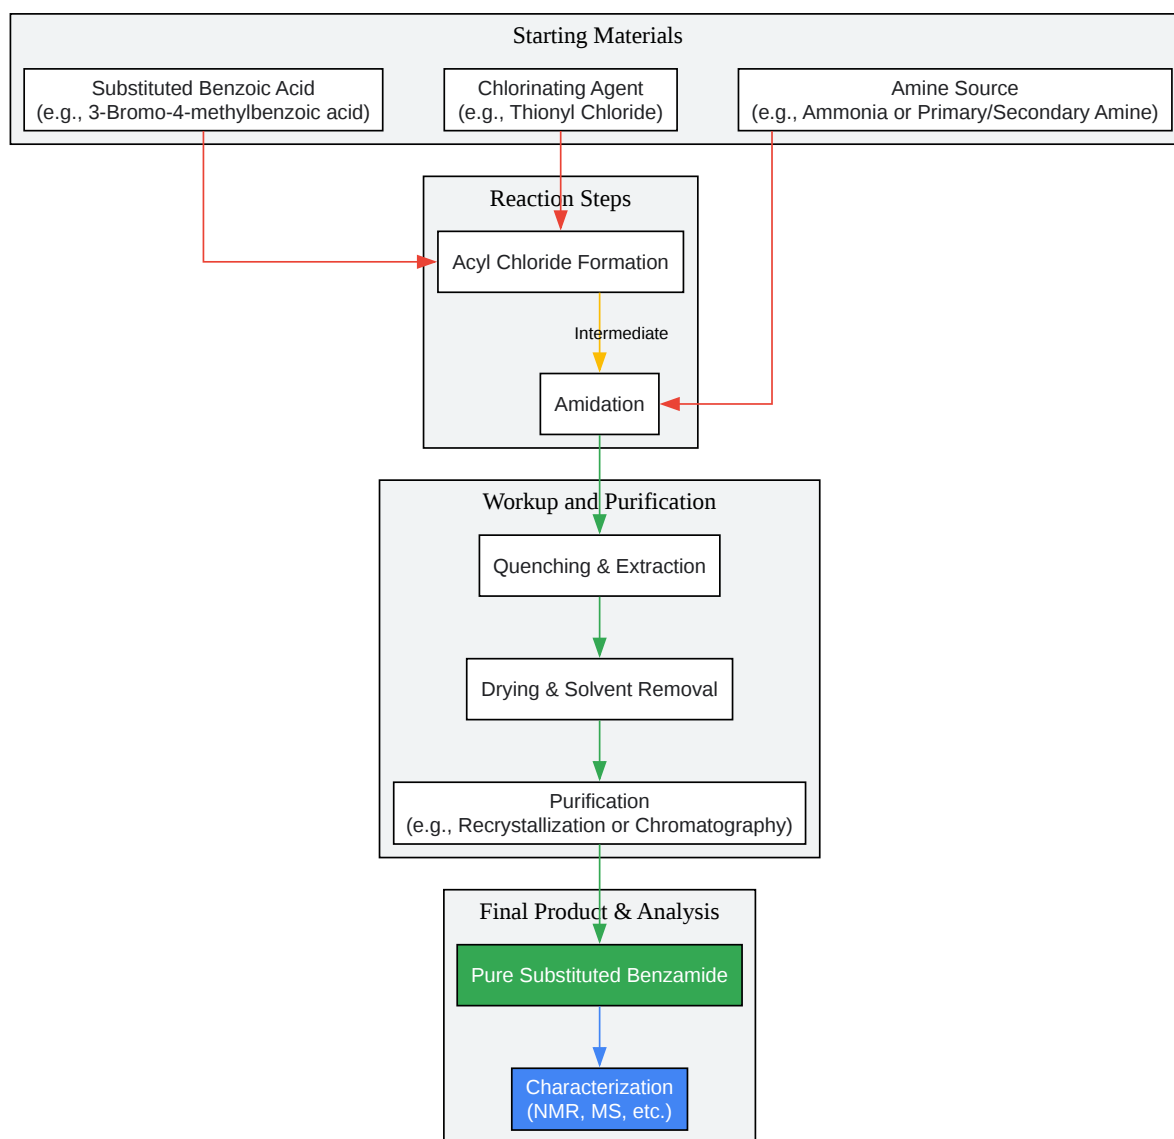 Starting Materials
Substituted Benzoic Acid
(e.g., 3-Bromo-4-methylbenzoic acid)
Chlorinating Agent
(e.g., Thionyl Chloride)
Amine Source
(e.g., Ammonia or Primary/Secondary Amine)
Reaction Steps
Acyl Chloride Formation
Intermediate
Amidation
Workup and Purification
Quenching & Extraction
Drying & Solvent Removal
Purification
(e.g., Recrystallization or Chromatography)
Final Product & Analysis
Pure Substituted Benzamide
Characterization
(NMR, MS, etc.)